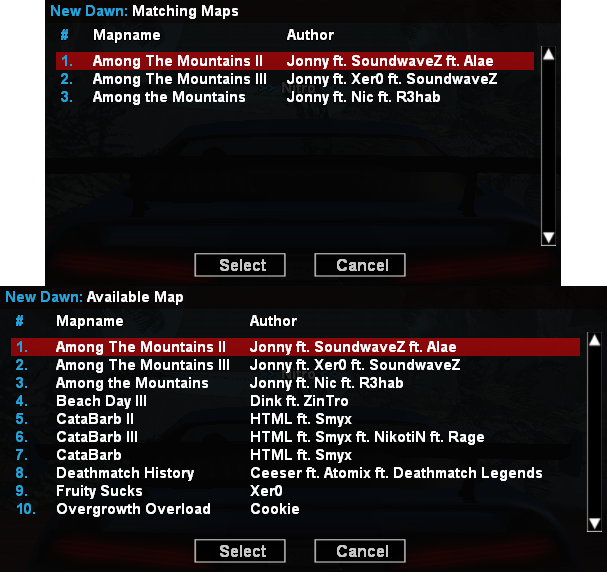 New Dawn: Matching Maps
# Mapname Author
1. Among The Mountains II Jonny ft. SoundwaveZ ft. Alae
2. Among The Mountains III Jonny ft. Xer0 ft. SoundwaveZ
3. Among the Mountains Jonny ft. Nic ft. R3hab
Nitro
Select Cancel
New Dawn: Available Map
# Mapname Author
1. Among The Mountains II Jonny ft. SoundwaveZ ft. Alae
2. Among The Mountains III Jonny ft. Xer0 ft. SoundwaveZ
3. Among the Mountains Jonny ft. Nic ft. R3hab
4. Beach Day III Dink ft. ZinTro
5. CataBarb II HTML ft. Smyx
6. CataBarb III HTML ft. Smyx ft. NikotiN ft. Rage
7. CataBarb HTML ft. Smyx
8. Deathmatch History Ceeser ft. Atomix ft. Deathmatch Legends
9. Fruity Sucks Xer0
10. Overgrowth Overload Cookie
Select Cancel